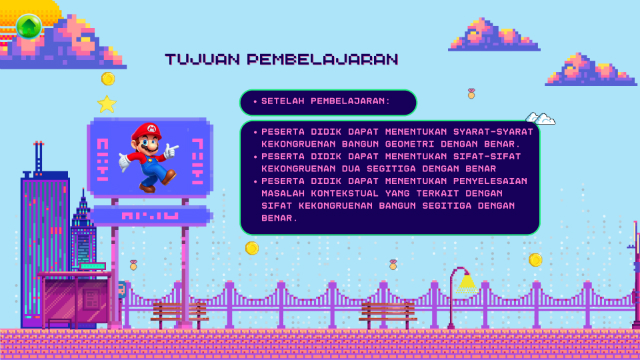 TUJUAN PEMBELAJARAN
• SETELAH PEMBELAJARAN:
• PESERTA DIDIK DAPAT MENENTUKAN SYARAT-SYARAT
KEKONGRUENAN BANGUN GEOMETRI DENGAN BENAR.
• PESERTA DIDIK DAPAT MENENTUKAN SIFAT-SIFAT
KEKONGRUENAN DUA SEGITIGA DENGAN BENAR
• PESERTA DIDIK DAPAT MENENTUKAN PENYELESAIAN
MASALAH KONTEKSTUAL YANG TERKAIT DENGAN
SIFAT KEKONGRUENAN BANGUN SEGITIGA DENGAN
BENAR.